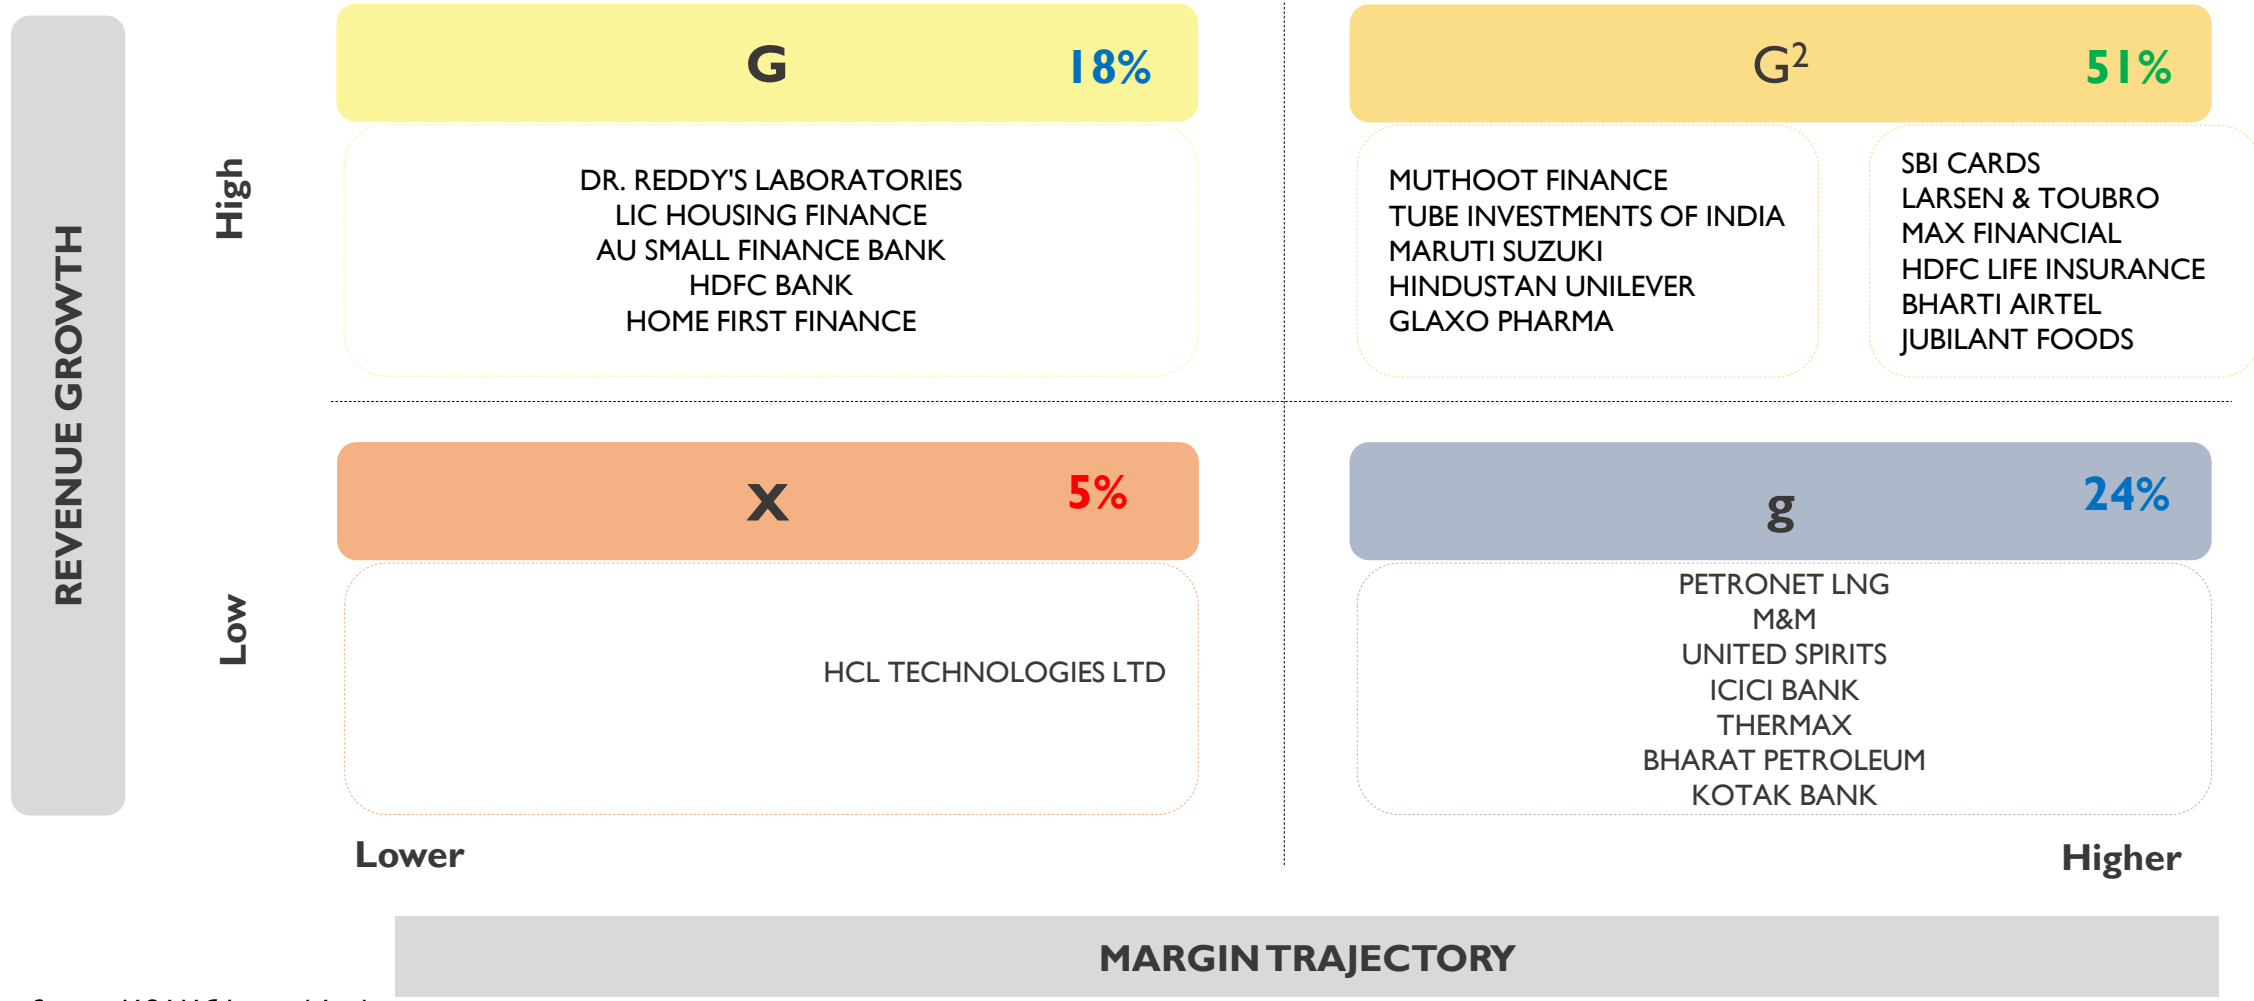 REVENUE GROWTH
High
G
18%
DR. REDDY'S LABORATORIES
LIC HOUSING FINANCE
AU SMALL FINANCE BANK
HDFC BANK
HOME FIRST FINANCE
G²
51%
MUTHOOT FINANCE
TUBE INVESTMENTS OF INDIA
MARUTI SUZUKI
HINDUSTAN UNILEVER
GLAXO PHARMA
SBI CARDS
LARSEN & TOUBRO
MAX FINANCIAL
HDFC LIFE INSURANCE
BHARTI AIRTEL
JUBILANT FOODS
Low
X
5%
HCL TECHNOLOGIES LTD
g
24%
PETRONET LNG
M&M
UNITED SPIRITS
ICICI BANK
THERMAX
BHARAT PETROLEUM
KOTAK BANK
Lower
Higher
MARGIN TRAJECTORY